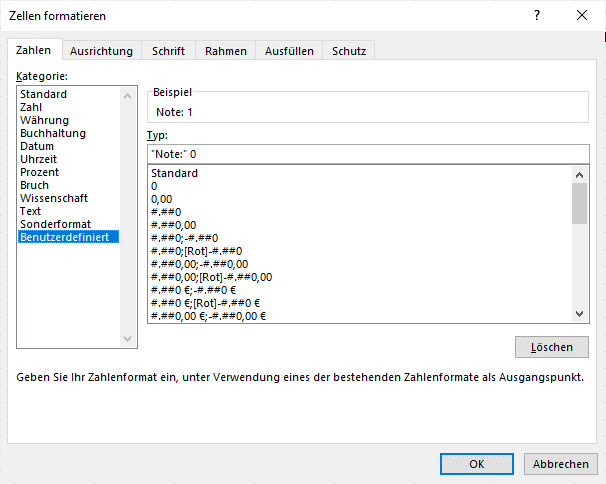 Zellen formatieren
Zahlen Ausrichtung Schrift Rahmen Ausfüllen Schutz
Kategorie:
Standard
Zahl
Währung
Buchhaltung
Datum
Uhrzeit
Prozent
Bruch
Wissenschaft
Text
Sonderformat
Benutzerdefiniert
Beispiel
Note: 1
Typ:
"Note:" 0
Standard
0
0,00
#.##0
#.##0,00
#.##0;-#.##0
#.##0;[Rot]-#.##0
#.##0,00;-#.##0,00
#.##0,00;[Rot]-#.##0,00
#.##0 €;-#.##0 €
#.##0 €;[Rot]-#.##0 €
#.##0,00 €;-#.##0,00 €
Löschen
Geben Sie Ihr Zahlenformat ein, unter Verwendung eines der bestehenden Zahlenformate als Ausgangspunkt.
OK Abbrechen